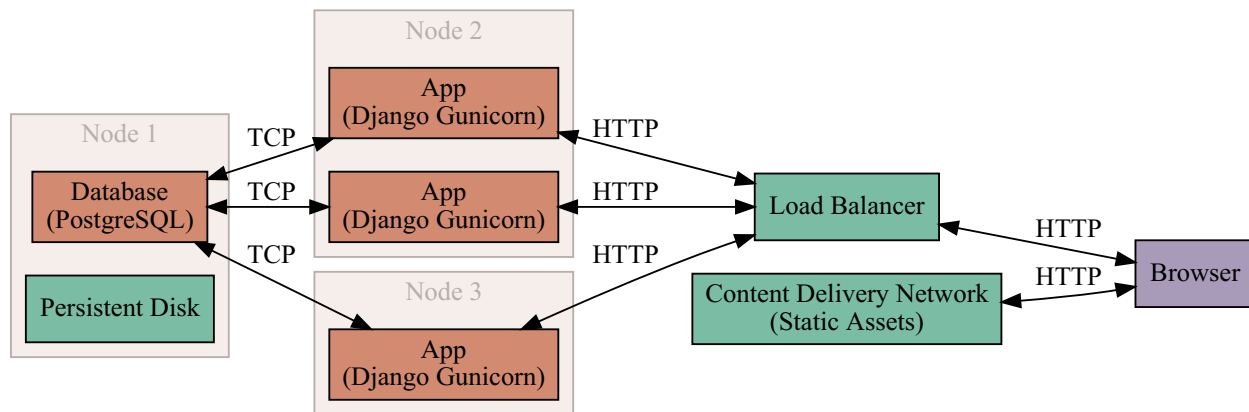 Node 1
Database
(PostgreSQL)
Persistent Disk
TCP
TCP
TCP
Node 2
App
(Django Gunicorn)
App
(Django Gunicorn)
Node 3
App
(Django Gunicorn)
HTTP
HTTP
HTTP
Load Balancer
Content Delivery Network
(Static Assets)
HTTP
HTTP
Browser